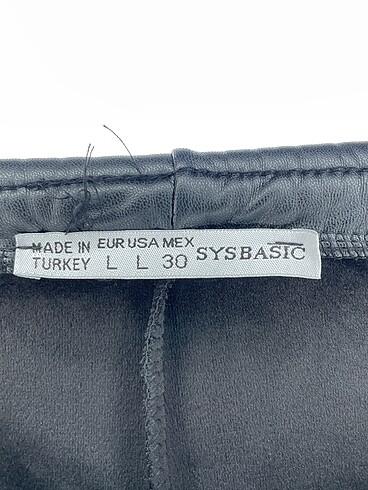 MADE IN EUR USA MEX SYSBASIC
TURKEY L L 30